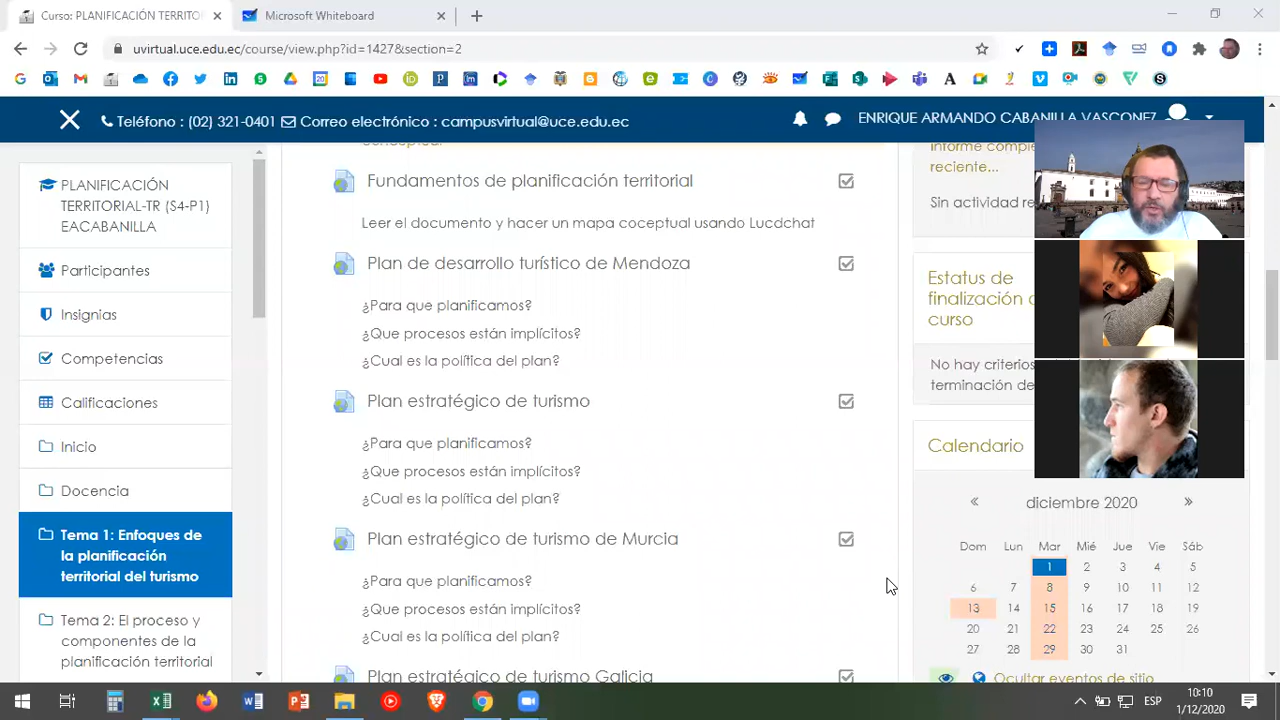 Curso: PLANIFICACIÓN TERRITOR
Microsoft Whiteboard
uvirtual.uce.edu.ec/course/view.php?id=1427&section=2
Teléfono : (02) 321-0401 Correo electrónico : campusvirtual@uce.edu.ec
ENRIQUE ARMANDO CABANILLA VASCONEZ
PLANIFICACIÓN
TERRITORIAL-TR (S4-P1)
EACABANILLA
Participantes
Insignias
Competencias
Calificaciones
Inicio
Docencia
Tema 1: Enfoques de
la planificación
territorial del turismo
Tema 2: El proceso y
componentes de la
planificación territorial
conceptual
Fundamentos de planificación territorial
Leer el documento y hacer un mapa coceptual usando Lucdchat
Plan de desarrollo turístico de Mendoza
¿Para que planificamos?
¿Que procesos están implícitos?
¿Cual es la política del plan?
Plan estratégico de turismo
¿Para que planificamos?
¿Que procesos están implícitos?
¿Cual es la política del plan?
Plan estratégico de turismo de Murcia
¿Para que planificamos?
¿Que procesos están implícitos?
¿Cual es la política del plan?
Plan estratégico de turismo Galicia
Informe comple
reciente...
Sin actividad re
Estatus de
finalización d
curso
No hay criterios
terminación de
Calendario
« diciembre 2020 »
Dom Lun Mar Mié Jue Vie Sáb
1 2 3 4 5
6 7 8 9 10 11 12
13 14 15 16 17 18 19
20 21 22 23 24 25 26
27 28 29 30 31
Ocultar eventos de sitio
ESP
10:10
1/12/2020